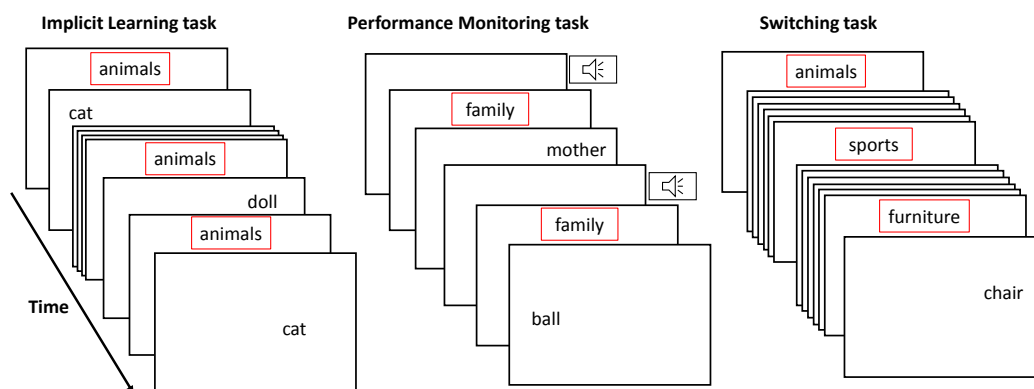 Implicit Learning task
animals
cat
animals
doll
animals
cat
Time
Performance Monitoring task
family
mother
family
ball
Switching task
animals
sports
furniture
chair